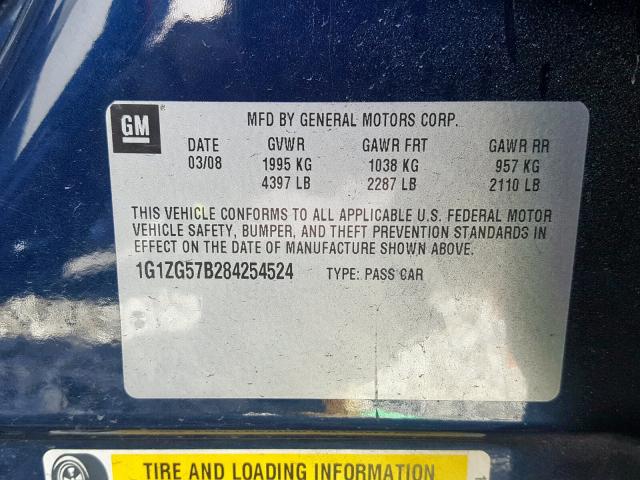 GM
MFD BY GENERAL MOTORS CORP.
DATE GVWR GAWR FRT GAWR RR
03/08 1995 KG 1038 KG 957 KG
4397 LB 2287 LB 2110 LB
THIS VEHICLE CONFORMS TO ALL APPLICABLE U.S. FEDERAL MOTOR
VEHICLE SAFETY, BUMPER, AND THEFT PREVENTION STANDARDS IN
EFFECT ON THE DATE OF MANUFACTURE SHOWN ABOVE.
1G1ZG57B284254524 TYPE: PASS CAR
TIRE AND LOADING INFORMATION